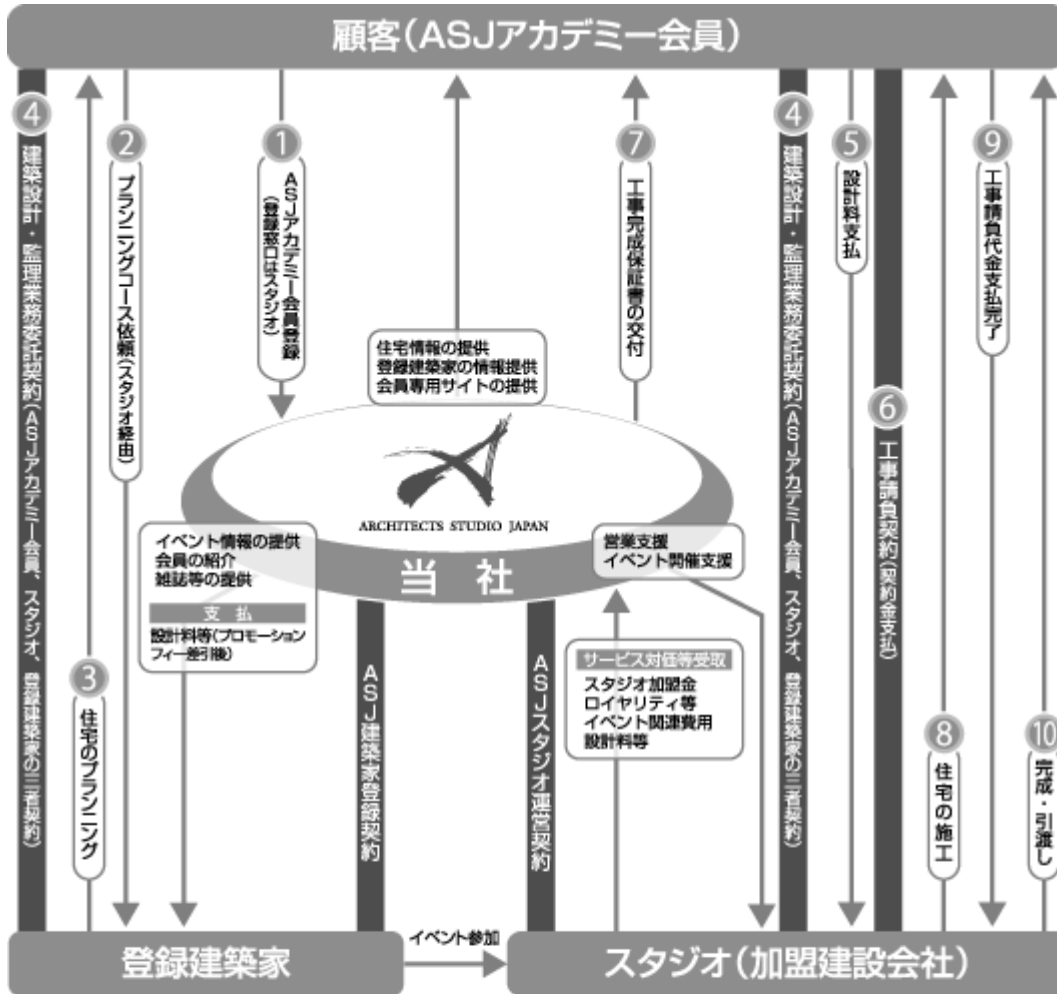 顧客(ASJアカデミー会員)
④
建築設計・監理業務委託契約(ASJアカデミー会員、スタジオ、登録建築家の三者契約)
③
住宅のプランニング
②
プランニングコース依頼(スタジオ経由)
①
ASJアカデミー会員登録
(登録窓口はスタジオ)
住宅情報の提供
登録建築家の情報提供
会員専用サイトの提供
⑦
工事完成保証書の交付
④
建築設計・監理業務委託契約(ASJアカデミー会員、スタジオ、登録建築家の三者契約)
⑤
設計料支払
⑥
工事請負契約(契約金支払)
⑧
住宅の施工
⑨
工事請負代金支払完了
⑩
完成・引渡し
ARCHITECTS STUDIO JAPAN
当社
イベント情報の提供
会員の紹介
雑誌等の提供
支払
設計料等(プロモーション
フィー差引後)
営業支援
イベント開催支援
サービス対価等受取
スタジオ加盟金
ロイヤリティ等
イベント関連費用
設計料等
ASJ建築家登録契約
ASJスタジオ運営契約
登録建築家
イベント参加
スタジオ(加盟建設会社)